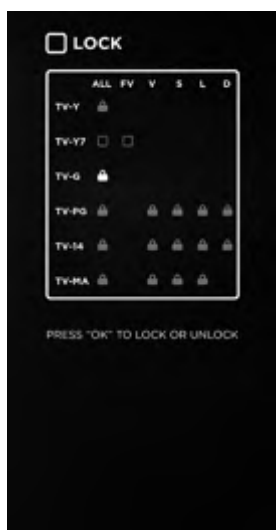 LOCK
ALL FV V S L D
TV-Y
TV-Y7
TV-G
TV-PG
TV-14
TV-MA
PRESS "OK" TO LOCK OR UNLOCK